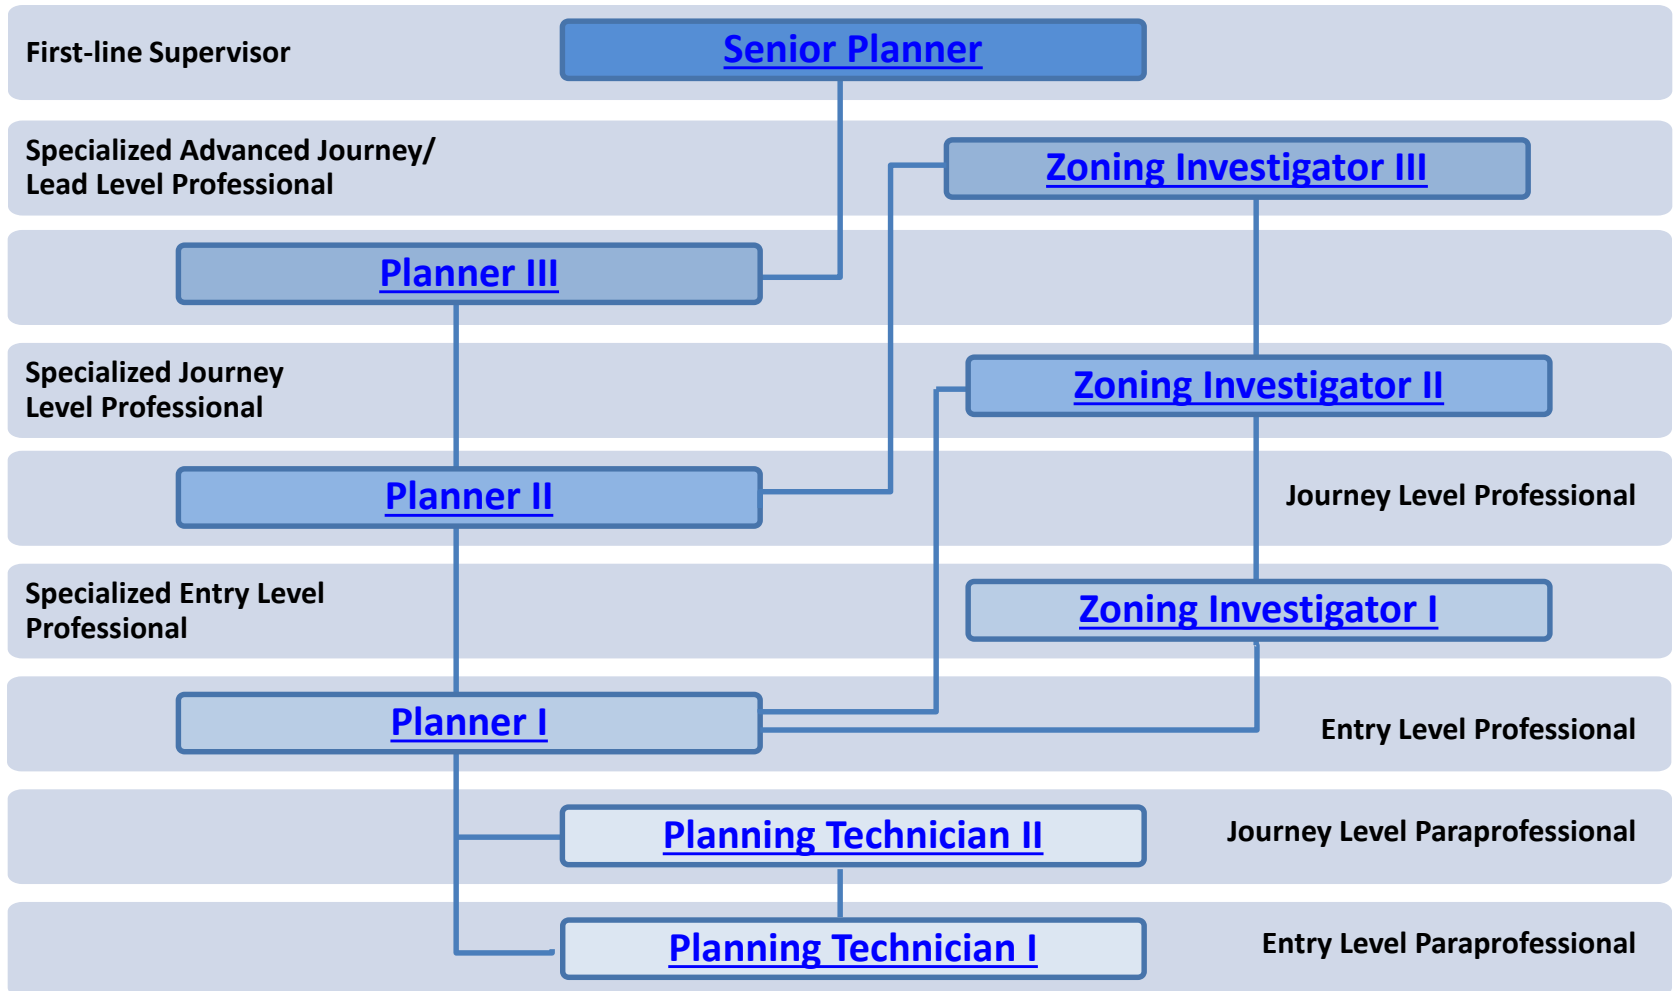 First-line Supervisor
Senior Planner
Specialized Advanced Journey/
Lead Level Professional
Zoning Investigator III
Planner III
Specialized Journey
Level Professional
Zoning Investigator II
Planner II
Journey Level Professional
Specialized Entry Level
Professional
Zoning Investigator I
Planner I
Entry Level Professional
Planning Technician II
Journey Level Paraprofessional
Planning Technician I
Entry Level Paraprofessional